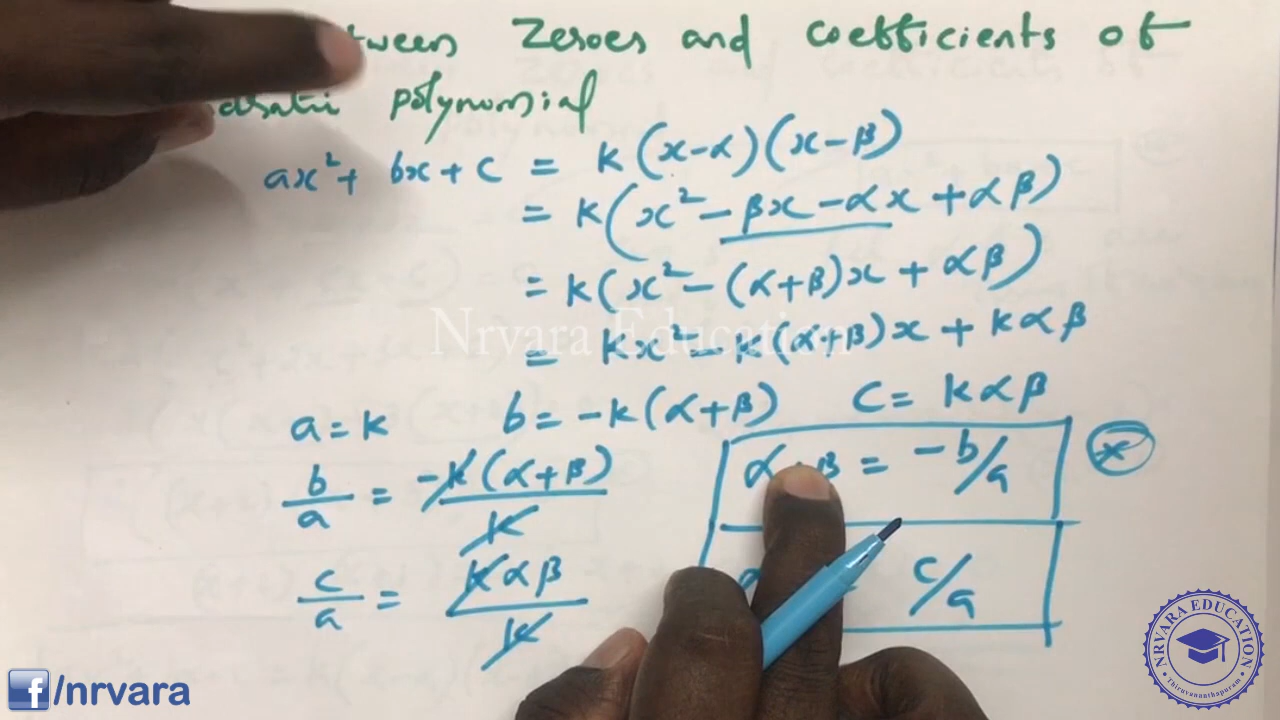 Zeroes and coefficients of
polynomial
ax² + bx + c = k(x-α)(x-β)
= k(x² - βx - αx + αβ)
= k(x² - (α+β)x + αβ)
= kx² - k(α+β)x + kαβ
Nrvara Education
a = k b = -k(α+β) c = kαβ
b/a = -k(α+β)/k
α β = -b/a *
c/a = kαβ/k
c/a
f/nrvara
NRVARA EDUCATION
Thiruvananthapuram